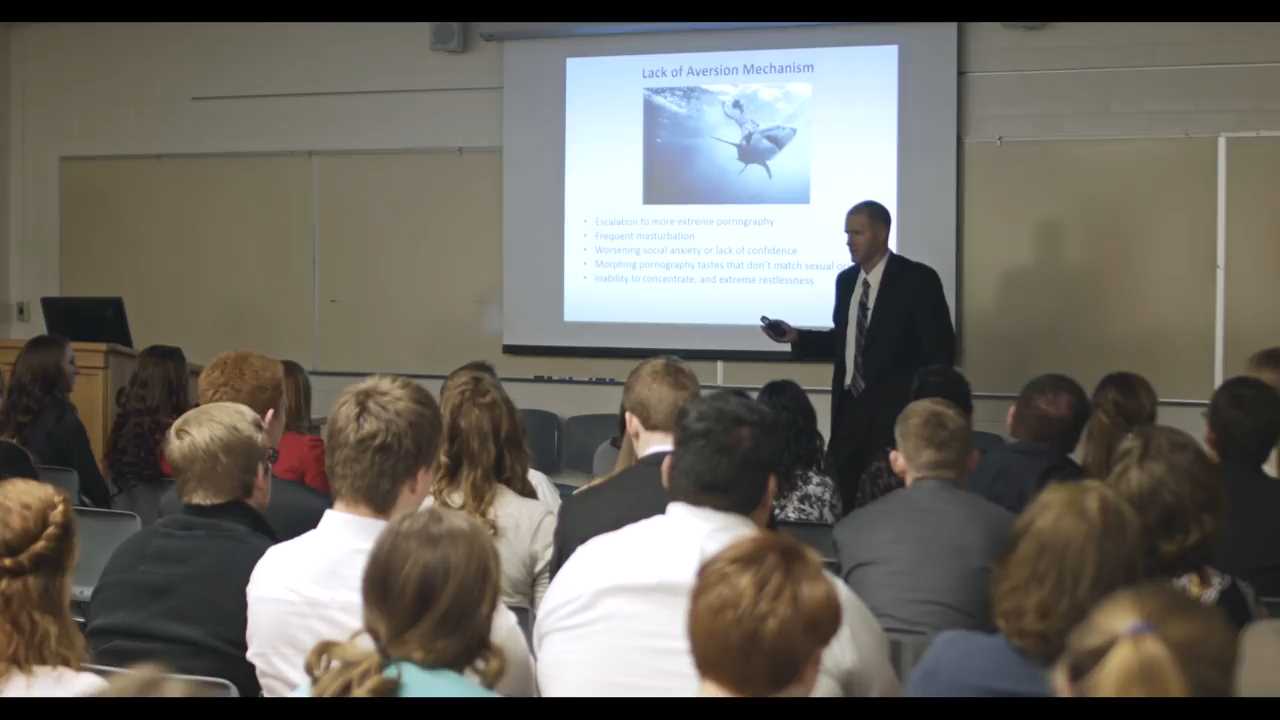 Lack of Aversion Mechanism
• Escalation to more extreme pornography
• Frequent masturbation
• Worsening social anxiety or lack of confidence
• Morphing pornography tastes that don't match sexual
• Inability to concentrate, and extreme restlessness